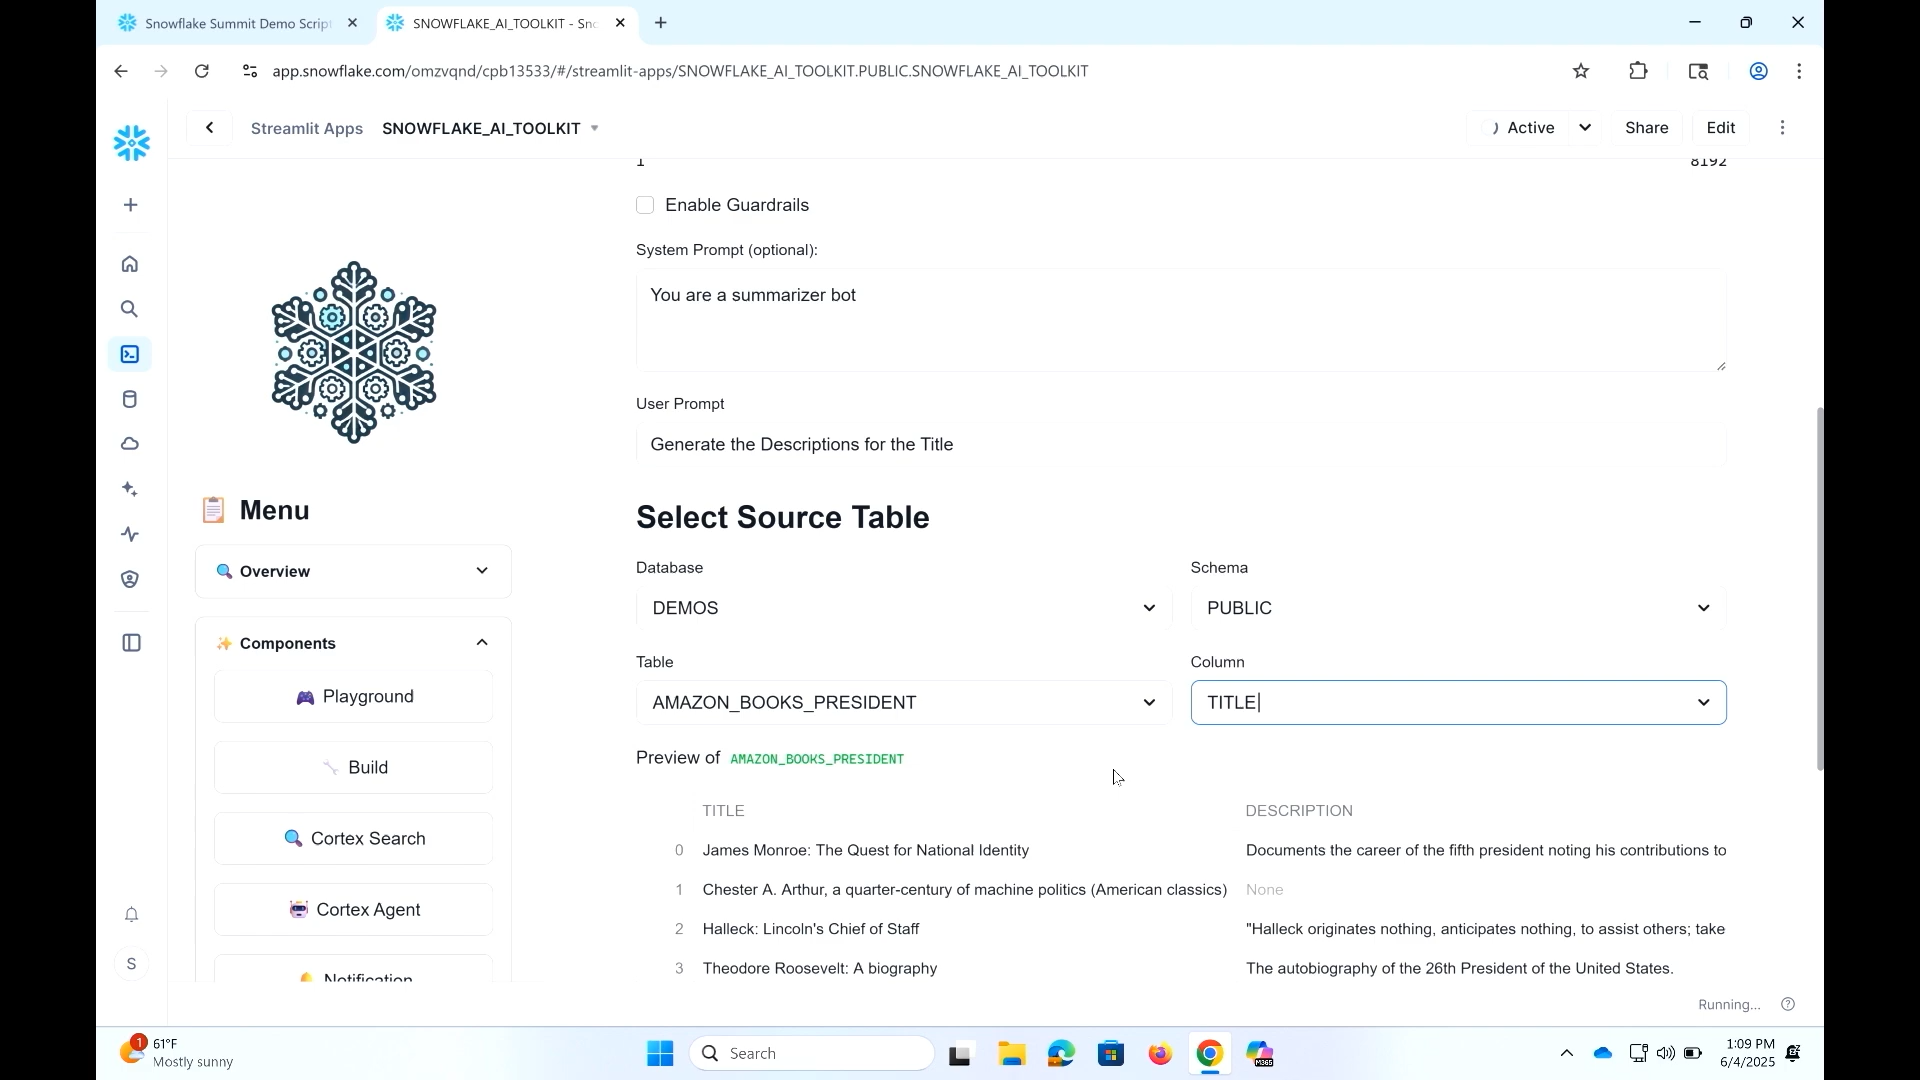 Snowflake Summit Demo Script
SNOWFLAKE_AI_TOOLKIT - Sno
app.snowflake.com/omzvqnd/cpb13533/#/streamlit-apps/SNOWFLAKE_AI_TOOLKIT.PUBLIC.SNOWFLAKE_AI_TOOLKIT
Streamlit Apps SNOWFLAKE_AI_TOOLKIT
Active
Share
Edit
1
8192
Enable Guardrails
System Prompt (optional):
You are a summarizer bot
User Prompt
Generate the Descriptions for the Title
Menu
Overview
Components
Playground
Build
Cortex Search
Cortex Agent
Notification
S
Select Source Table
Database
Schema
DEMOS
PUBLIC
Table
Column
AMAZON_BOOKS_PRESIDENT
TITLE
Preview of AMAZON_BOOKS_PRESIDENT
TITLE DESCRIPTION
0 James Monroe: The Quest for National Identity Documents the career of the fifth president noting his contributions to
1 Chester A. Arthur, a quarter-century of machine politics (American classics) None
2 Halleck: Lincoln's Chief of Staff "Halleck originates nothing, anticipates nothing, to assist others; take
3 Theodore Roosevelt: A biography The autobiography of the 26th President of the United States.
Running...
1
61°F
Mostly sunny
Search
M365
1:09 PM
6/4/2025